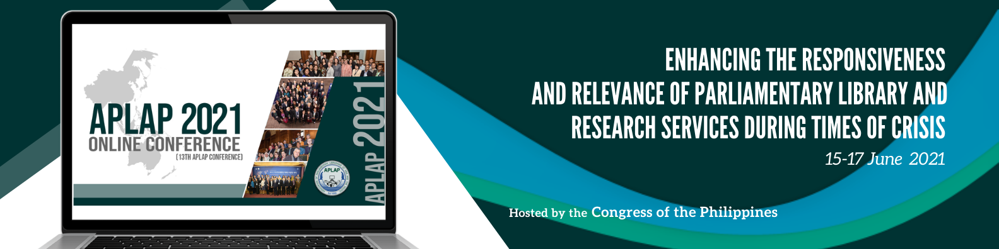 APLAP 2021
ONLINE CONFERENCE
(13TH APLAP CONFERENCE)
APLAP
APLAP 2021
ENHANCING THE RESPONSIVENESS
AND RELEVANCE OF PARLIAMENTARY LIBRARY AND
RESEARCH SERVICES DURING TIMES OF CRISIS
15-17 June 2021
Hosted by the Congress of the Philippines